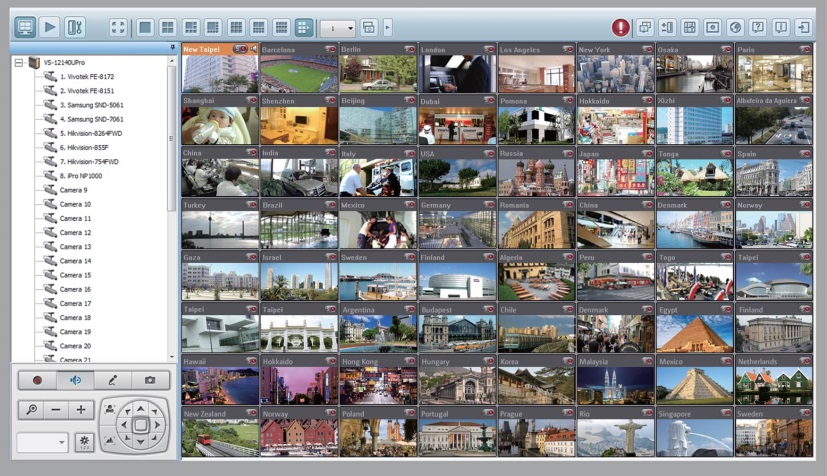 1
VS-12140UPro
1. Vivotek FE-8172
2. Vivotek FE-8151
3. Samsung SND-5061
4. Samsung SND-7061
5. Hikvision-8264FWD
6. Hikvision-855F
7. Hikvision-754FWD
8. iPro NP1000
Camera 9
Camera 10
Camera 11
Camera 12
Camera 13
Camera 14
Camera 15
Camera 16
Camera 17
Camera 18
Camera 19
Camera 20
Camera 21
New Taipei Barcelona Berlin London Los Angeles New York Osaka Paris
Shanghai Shenzhen Beijing Dubai Pomona Hokkaido Xizhi Albufeira da Aguiera
China India Italy USA Russia Japan Tonga Spain
Turkey Brazil Mexico Germany Romania China Denmark Norway
Gaza Israel Sweden Finland Algeria Peru Toga Taipei
Taipei Taipei Argentina Budapest Chile Denmark Egypt Finland
Hawaii Hokkaido Hong Kong Hungary Korea Malaysia Mexico Netherlands
New Zealand Norway Poland Portugal Prague Rio Singapore Sweden